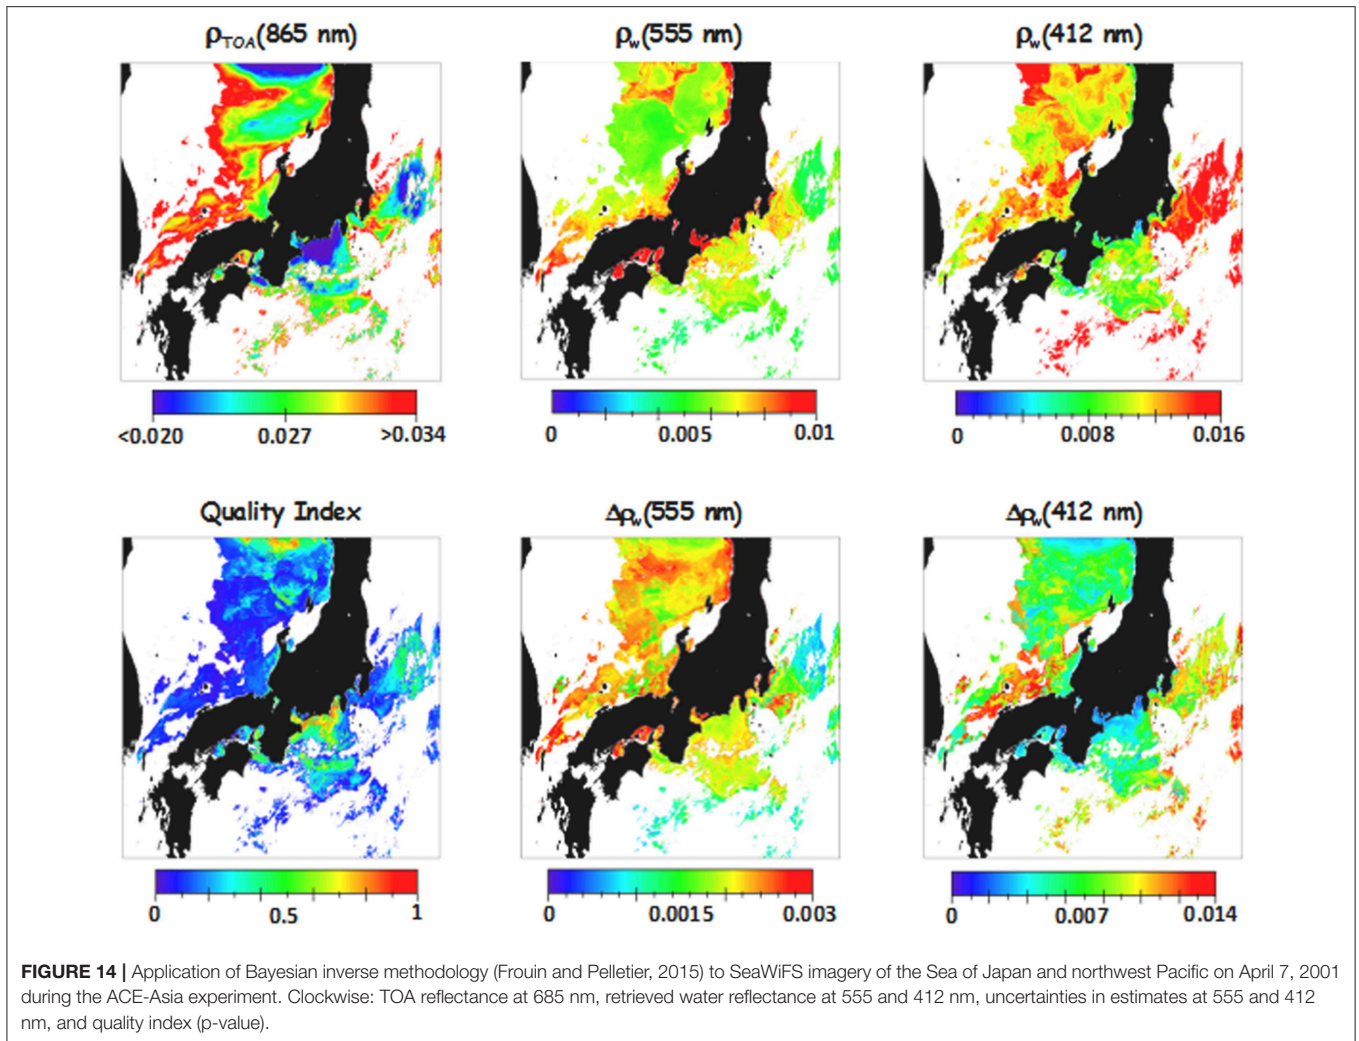 ρTOA(865 nm)
ρw(555 nm)
ρw(412 nm)
<0.020 0.027 >0.034
0 0.005 0.01
0 0.008 0.016
Quality Index
Δρw(555 nm)
Δρw(412 nm)
0 0.5 1
0 0.0015 0.003
0 0.007 0.014
FIGURE 14 | Application of Bayesian inverse methodology (Frouin and Pelletier, 2015) to SeaWiFS imagery of the Sea of Japan and northwest Pacific on April 7, 2001
during the ACE-Asia experiment. Clockwise: TOA reflectance at 685 nm, retrieved water reflectance at 555 and 412 nm, uncertainties in estimates at 555 and 412
nm, and quality index (p-value).